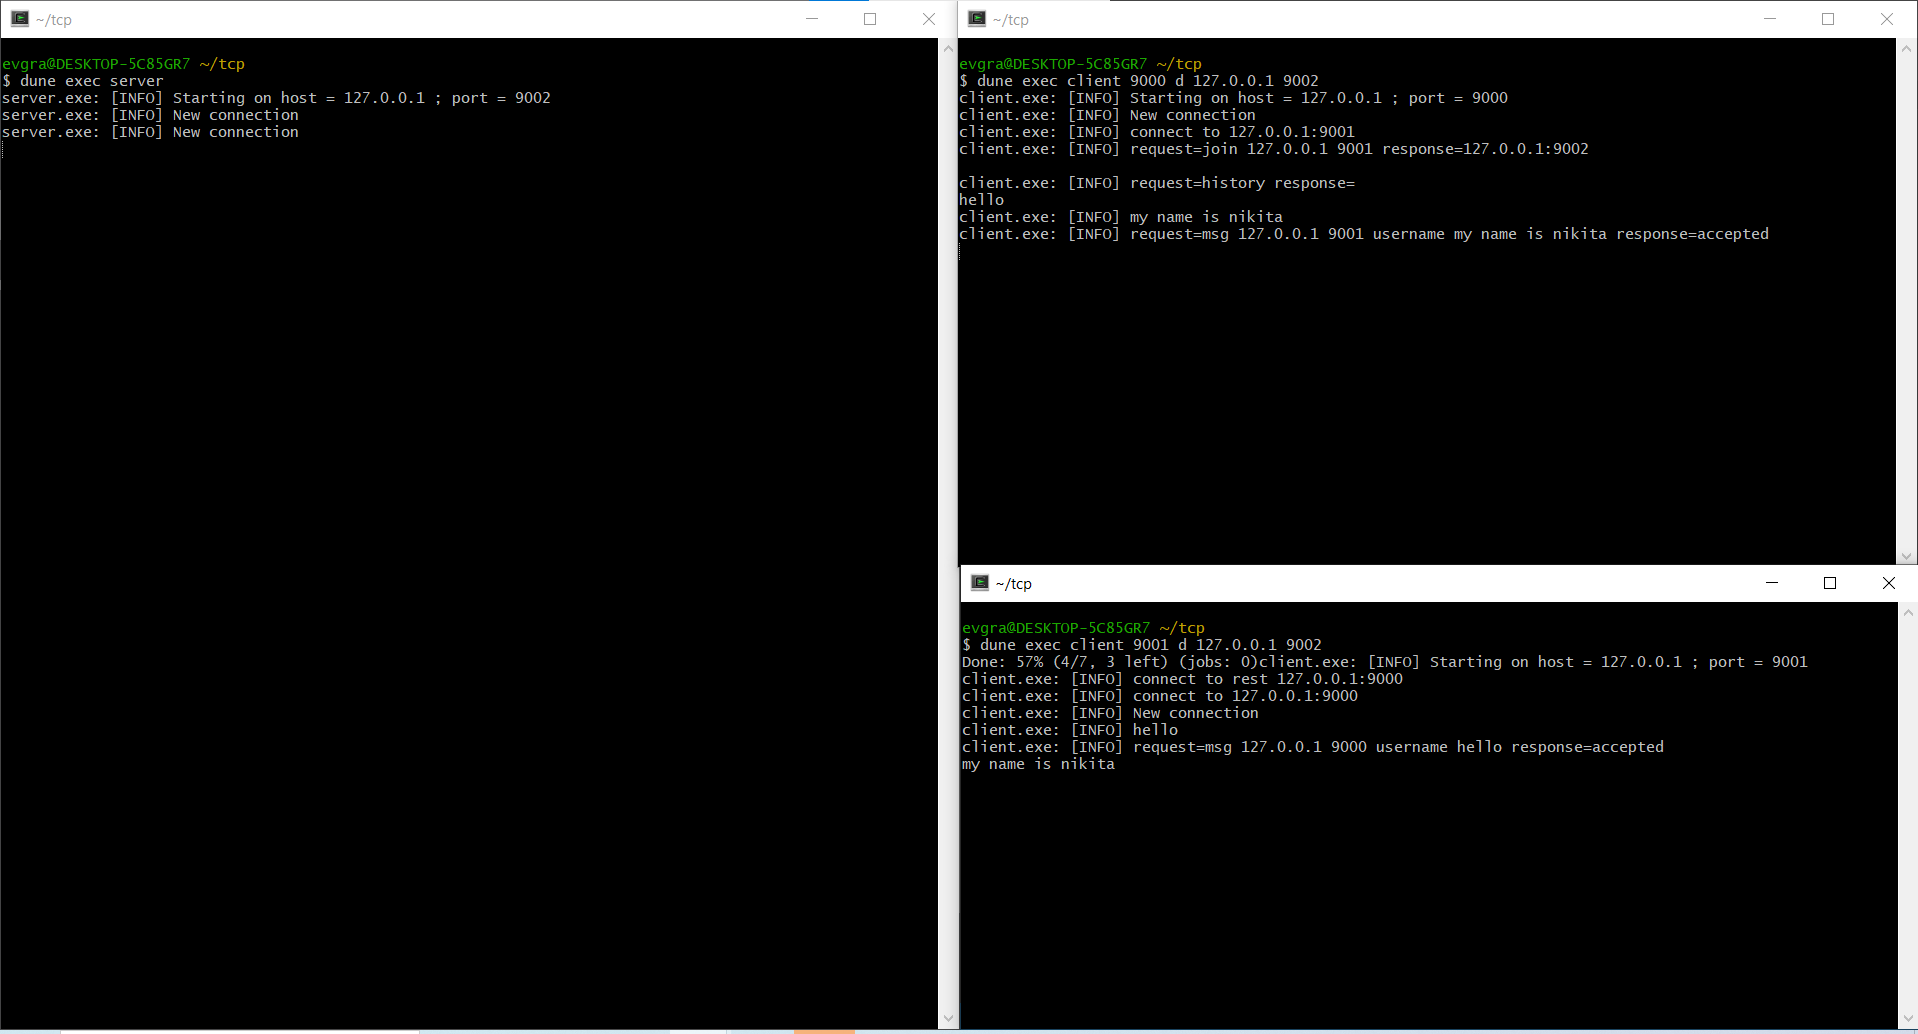 ~/tcp
evgra@DESKTOP-5C85GR7 ~/tcp
$ dune exec server
server.exe: [INFO] Starting on host = 127.0.0.1 ; port = 9002
server.exe: [INFO] New connection
server.exe: [INFO] New connection
~/tcp
evgra@DESKTOP-5C85GR7 ~/tcp
$ dune exec client 9000 d 127.0.0.1 9002
client.exe: [INFO] Starting on host = 127.0.0.1 ; port = 9000
client.exe: [INFO] New connection
client.exe: [INFO] connect to 127.0.0.1:9001
client.exe: [INFO] request=join 127.0.0.1 9001 response=127.0.0.1:9002
client.exe: [INFO] request=history response=
hello
client.exe: [INFO] my name is nikita
client.exe: [INFO] request=msg 127.0.0.1 9001 username my name is nikita response=accepted
~/tcp
evgra@DESKTOP-5C85GR7 ~/tcp
$ dune exec client 9001 d 127.0.0.1 9002
Done: 57% (4/7, 3 left) (jobs: 0)client.exe: [INFO] Starting on host = 127.0.0.1 ; port = 9001
client.exe: [INFO] connect to rest 127.0.0.1:9000
client.exe: [INFO] connect to 127.0.0.1:9000
client.exe: [INFO] New connection
client.exe: [INFO] hello
client.exe: [INFO] request=msg 127.0.0.1 9000 username hello response=accepted
my name is nikita